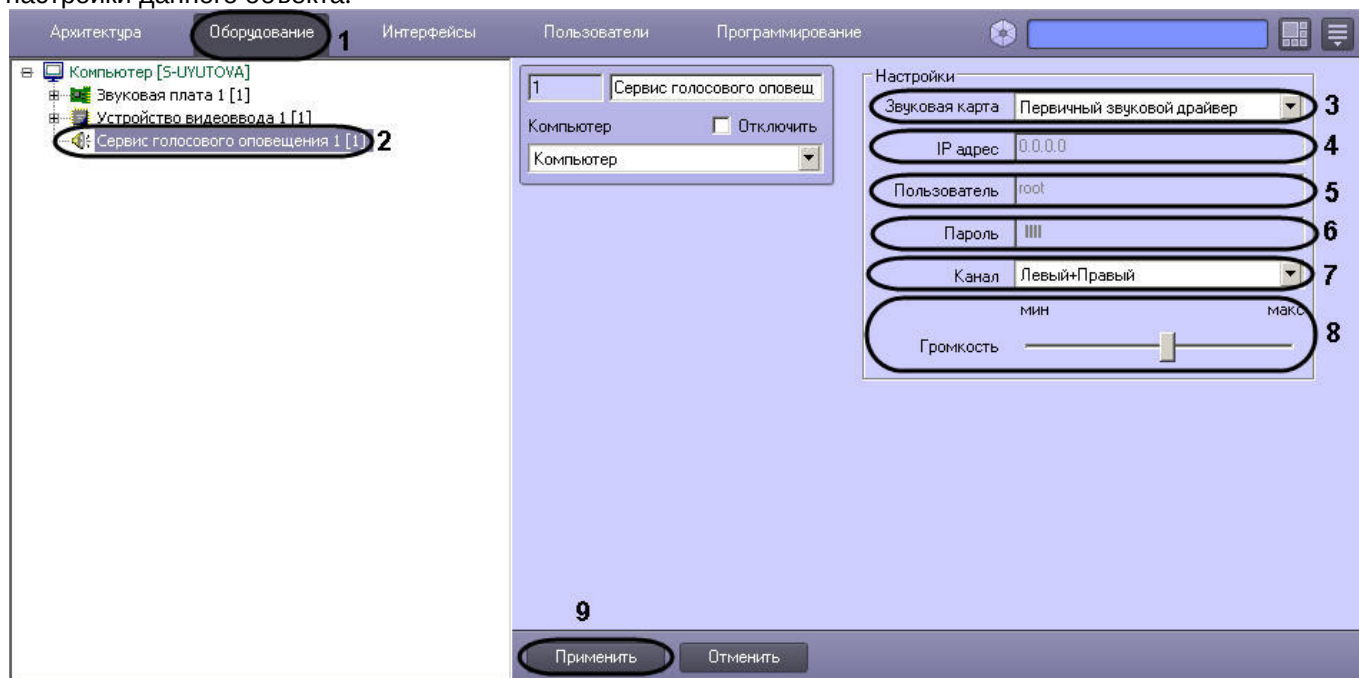 настройки данного объекта.
Архитектура Оборудование 1 Интерфейсы Пользователи Программирование
Компьютер [S-UYUTOVA]
Звуковая плата 1 [1]
Устройство видеоввода 1 [1]
Сервис голосового оповещения 1 [1] 2
1 Сервис голосового оповещ
Компьютер Отключить
Компьютер
Настройки
Звуковая карта Первичный звуковой драйвер 3
IP адрес 0.0.0.0 4
Пользователь root 5
Пароль 6
Канал Левый+Правый 7
мин макс
Громкость 8
9
Применить Отменить